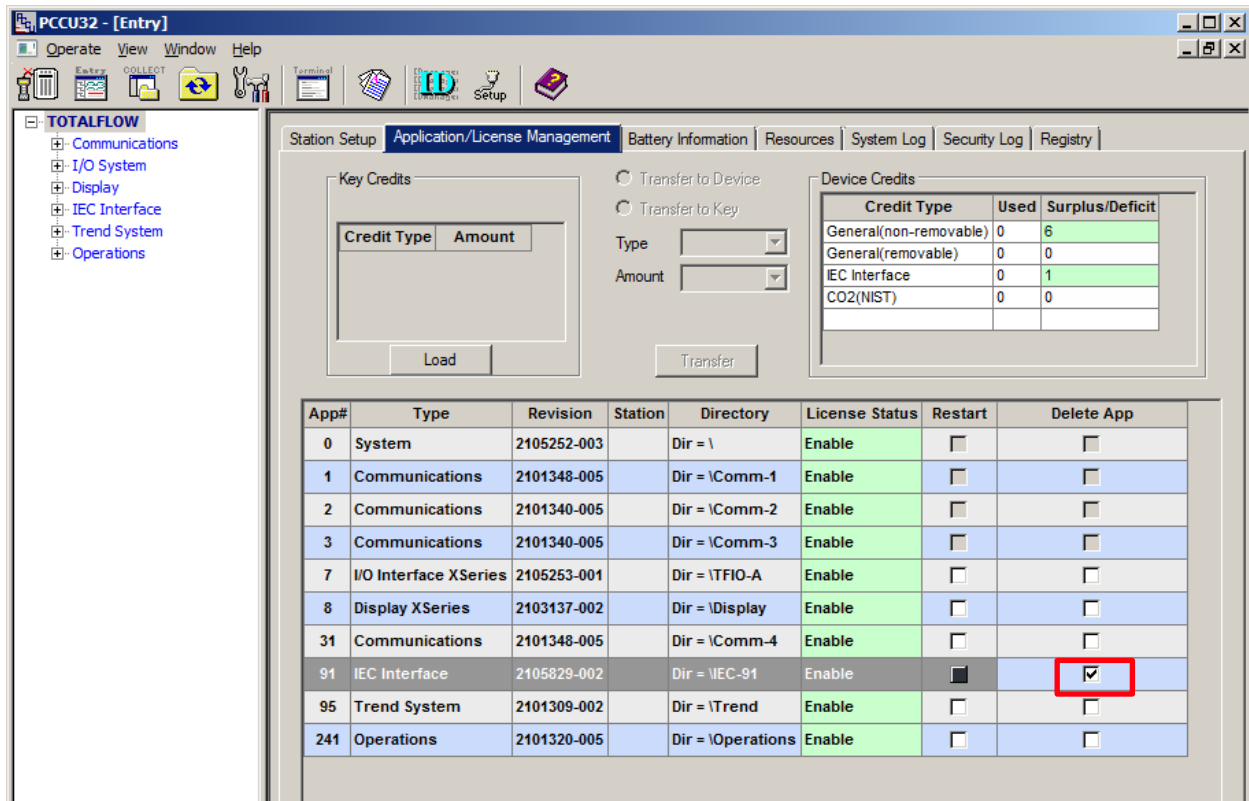 PCCU32 - [Entry]
Operate View Window Help
Entry COLLECT Terminal IDManager ID IDManager Setup
TOTALFLOW
Communications
I/O System
Display
IEC Interface
Trend System
Operations
Station Setup Application/License Management Battery Information Resources System Log Security Log Registry
Key Credits
Credit Type Amount
Load
Transfer to Device
Transfer to Key
Type
Amount
Transfer
Device Credits
Credit Type Used Surplus/Deficit
General(non-removable) 0 6
General(removable) 0 0
IEC Interface 0 1
CO2(NIST) 0 0
App# Type Revision Station Directory License Status Restart Delete App
0 System 2105252-003 Dir = \ Enable
1 Communications 2101348-005 Dir = \Comm-1 Enable
2 Communications 2101340-005 Dir = \Comm-2 Enable
3 Communications 2101340-005 Dir = \Comm-3 Enable
7 I/O Interface XSeries 2105253-001 Dir = \TFIO-A Enable
8 Display XSeries 2103137-002 Dir = \Display Enable
31 Communications 2101348-005 Dir = \Comm-4 Enable
91 IEC Interface 2105829-002 Dir = \IEC-91 Enable
95 Trend System 2101309-002 Dir = \Trend Enable
241 Operations 2101320-005 Dir = \Operations Enable